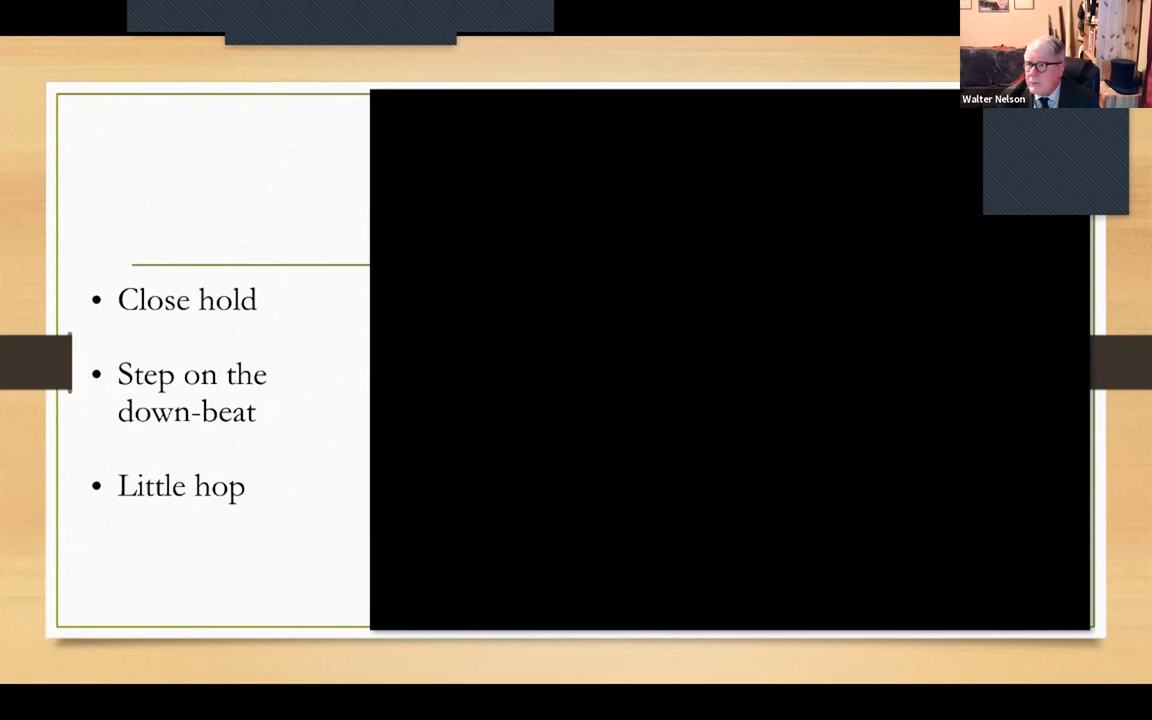 Walter Nelson
• Close hold
• Step on the
down-beat
• Little hop